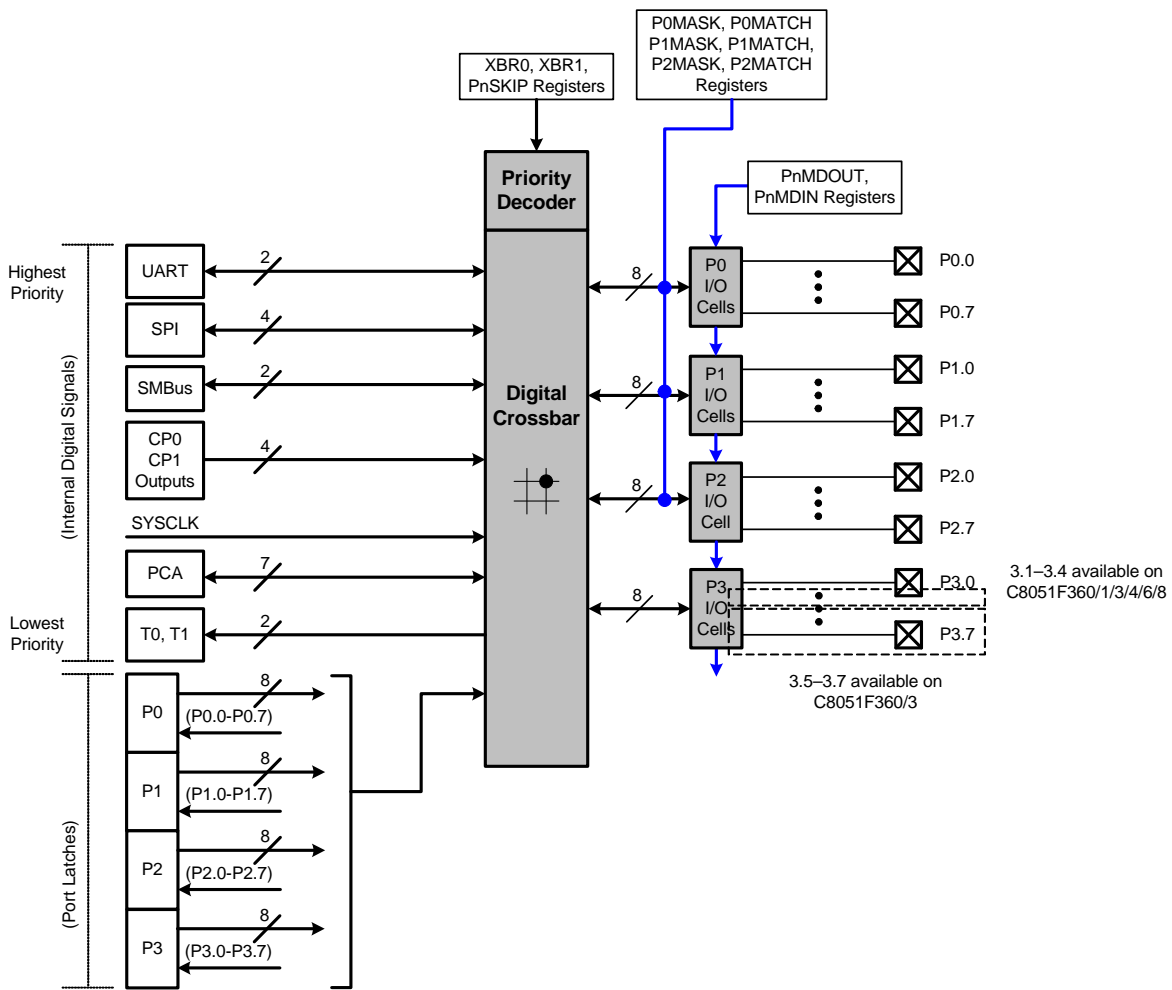 P0MASK, P0MATCH
P1MASK, P1MATCH,
P2MASK, P2MATCH
Registers
XBR0, XBR1,
PnSKIP Registers
Priority
Decoder
PnMDOUT,
PnMDIN Registers
Highest
Priority
(Internal Digital Signals)
Lowest
Priority
UART
2
SPI
4
SMBus
2
CP0
CP1
Outputs
4
SYSCLK
PCA
7
T0, T1
2
Digital
Crossbar
8
P0
I/O
Cells
P0.0
P0.7
8
P1
I/O
Cells
P1.0
P1.7
8
P2
I/O
Cell
P2.0
P2.7
8
P3
I/O
Cells
P3.0
P3.7
3.1–3.4 available on
C8051F360/1/3/4/6/8
3.5–3.7 available on
C8051F360/3
(Port Latches)
P0
8
(P0.0-P0.7)
P1
8
(P1.0-P1.7)
P2
8
(P2.0-P2.7)
P3
8
(P3.0-P3.7)